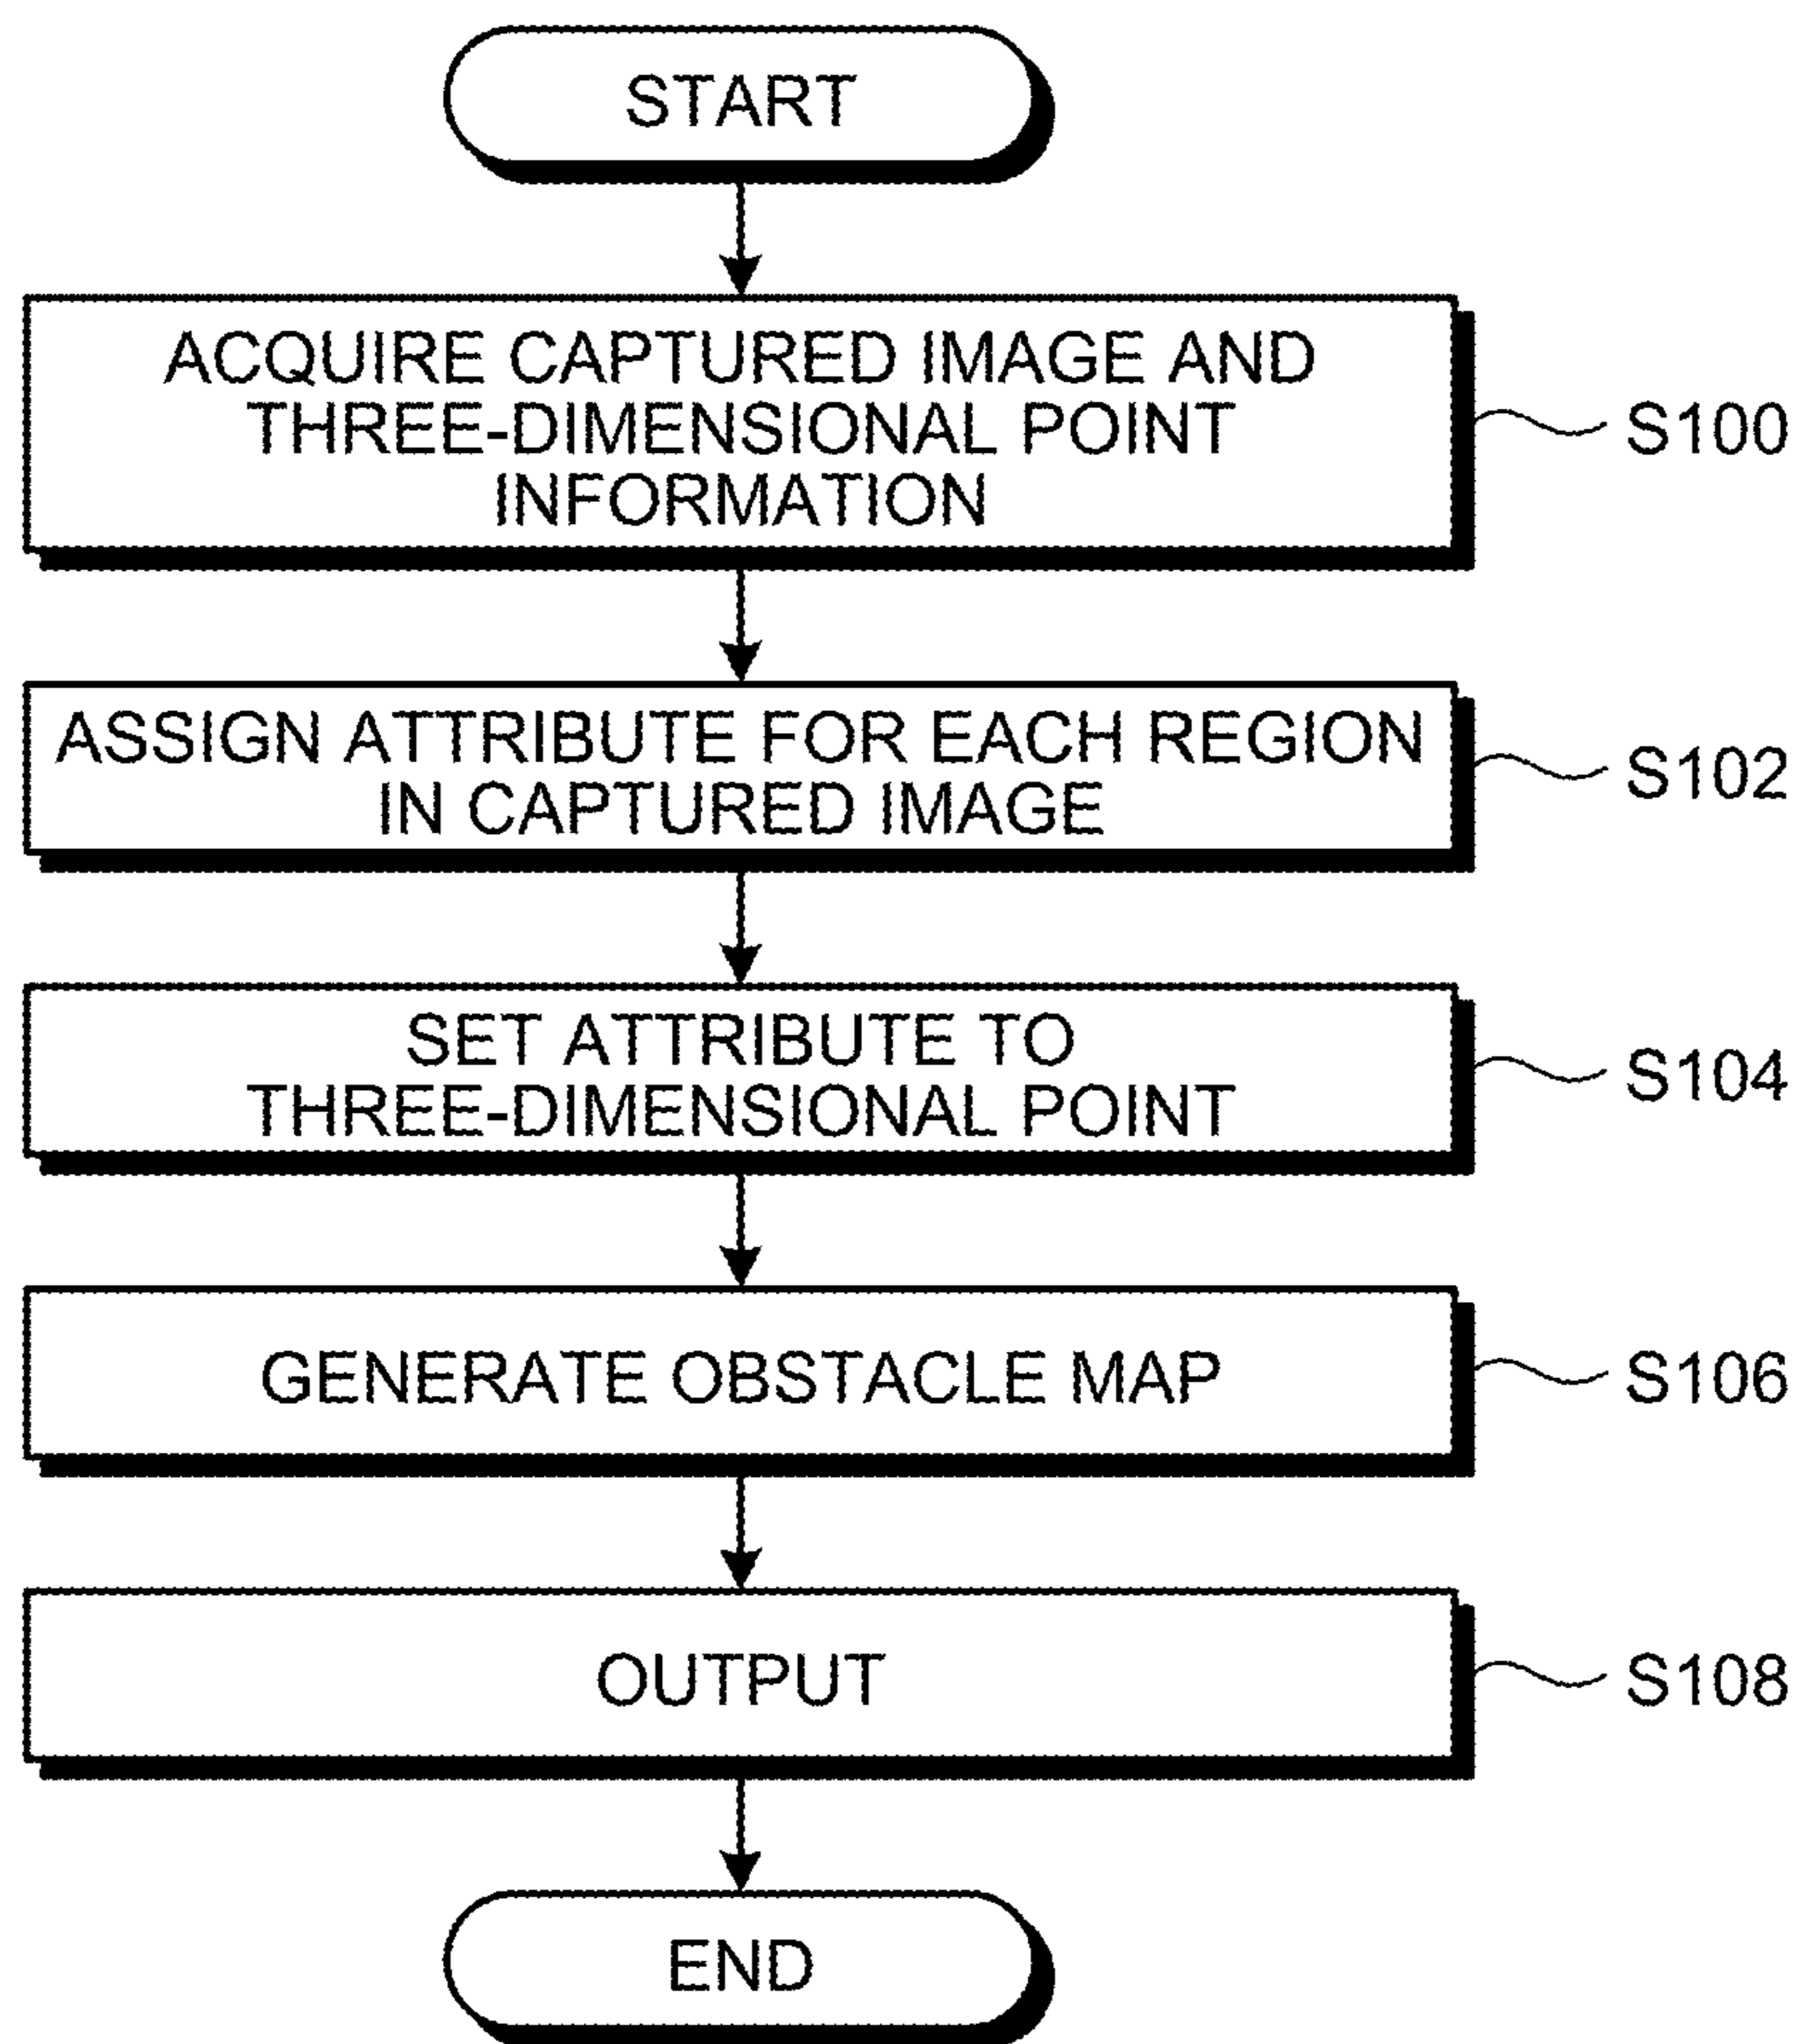 START
ACQUIRE CAPTURED IMAGE AND
THREE-DIMENSIONAL POINT
INFORMATION
S100
ASSIGN ATTRIBUTE FOR EACH REGION
IN CAPTURED IMAGE
S102
SET ATTRIBUTE TO
THREE-DIMENSIONAL POINT
S104
GENERATE OBSTACLE MAP
S106
OUTPUT
S108
END